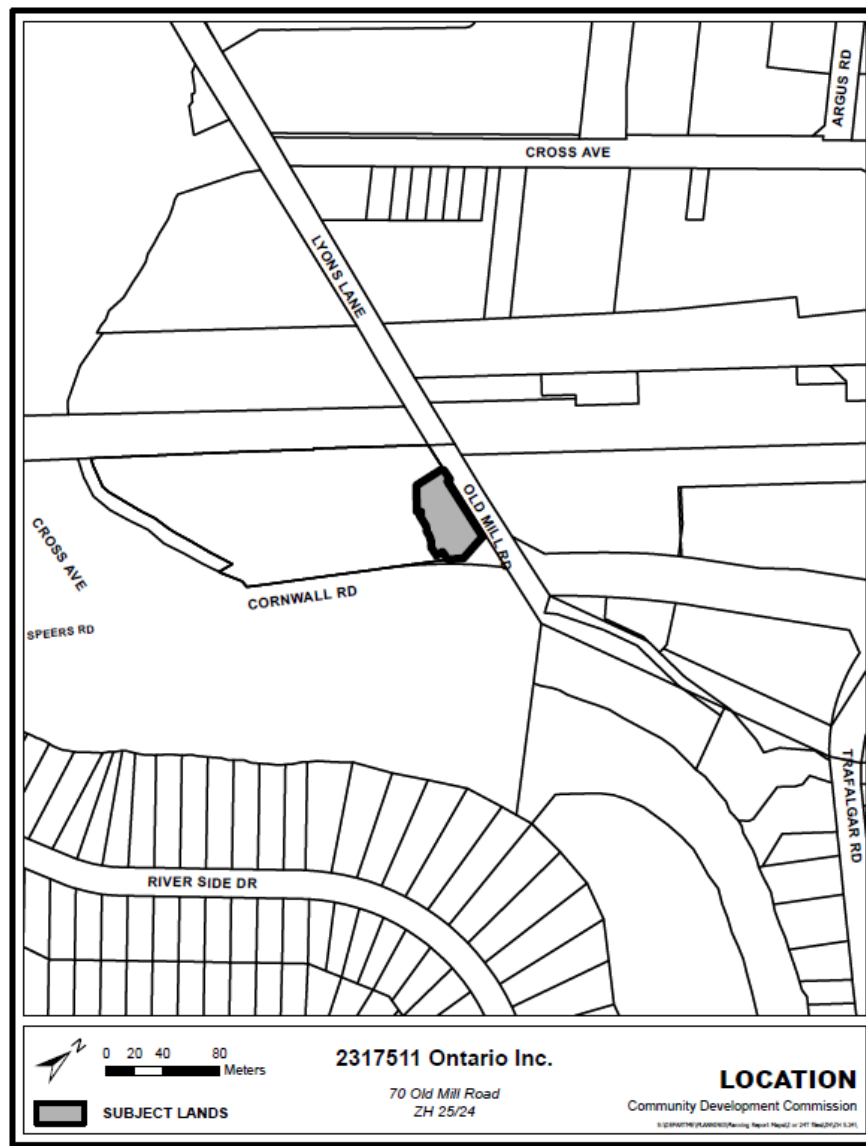 ARGUS RD
CROSS AVE
LYONS LANE
OLD MILL RD
CROSS AVE
CORNWALL RD
SPEERS RD
TRAFALGAR RD
RIVER SIDE DR
N
0 20 40 80
Meters
SUBJECT LANDS
2317511 Ontario Inc.
70 Old Mill Road
ZH 25/24
LOCATION
Community Development Commission